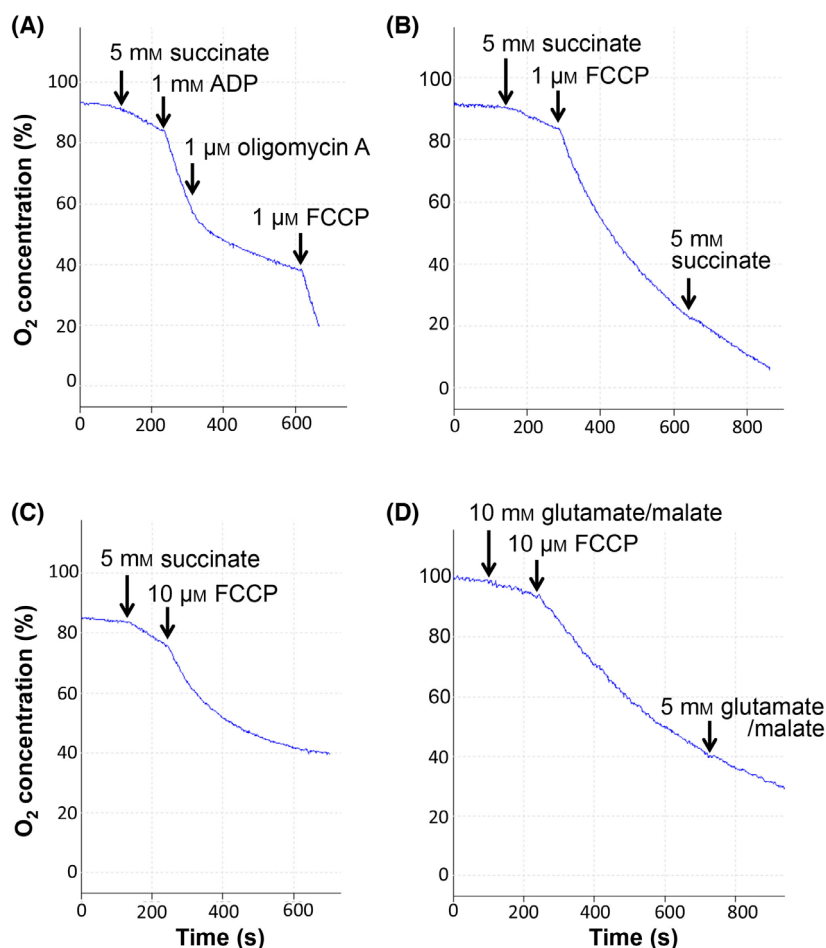 (A)
5 mM succinate
1 mM ADP
1 µM oligomycin A
1 µM FCCP
O2 concentration (%)
100
80
60
40
20
0
0 200 400 600
(B)
5 mM succinate
1 µM FCCP
5 mM
succinate
100
80
60
40
20
0
0 200 400 600 800
(C)
5 mM succinate
10 µM FCCP
O2 concentration (%)
100
80
60
40
20
0
0 200 400 600
Time (s)
(D)
10 mM glutamate/malate
10 µM FCCP
5 mM glutamate
/malate
100
80
60
40
20
0
0 200 400 600 800
Time (s)